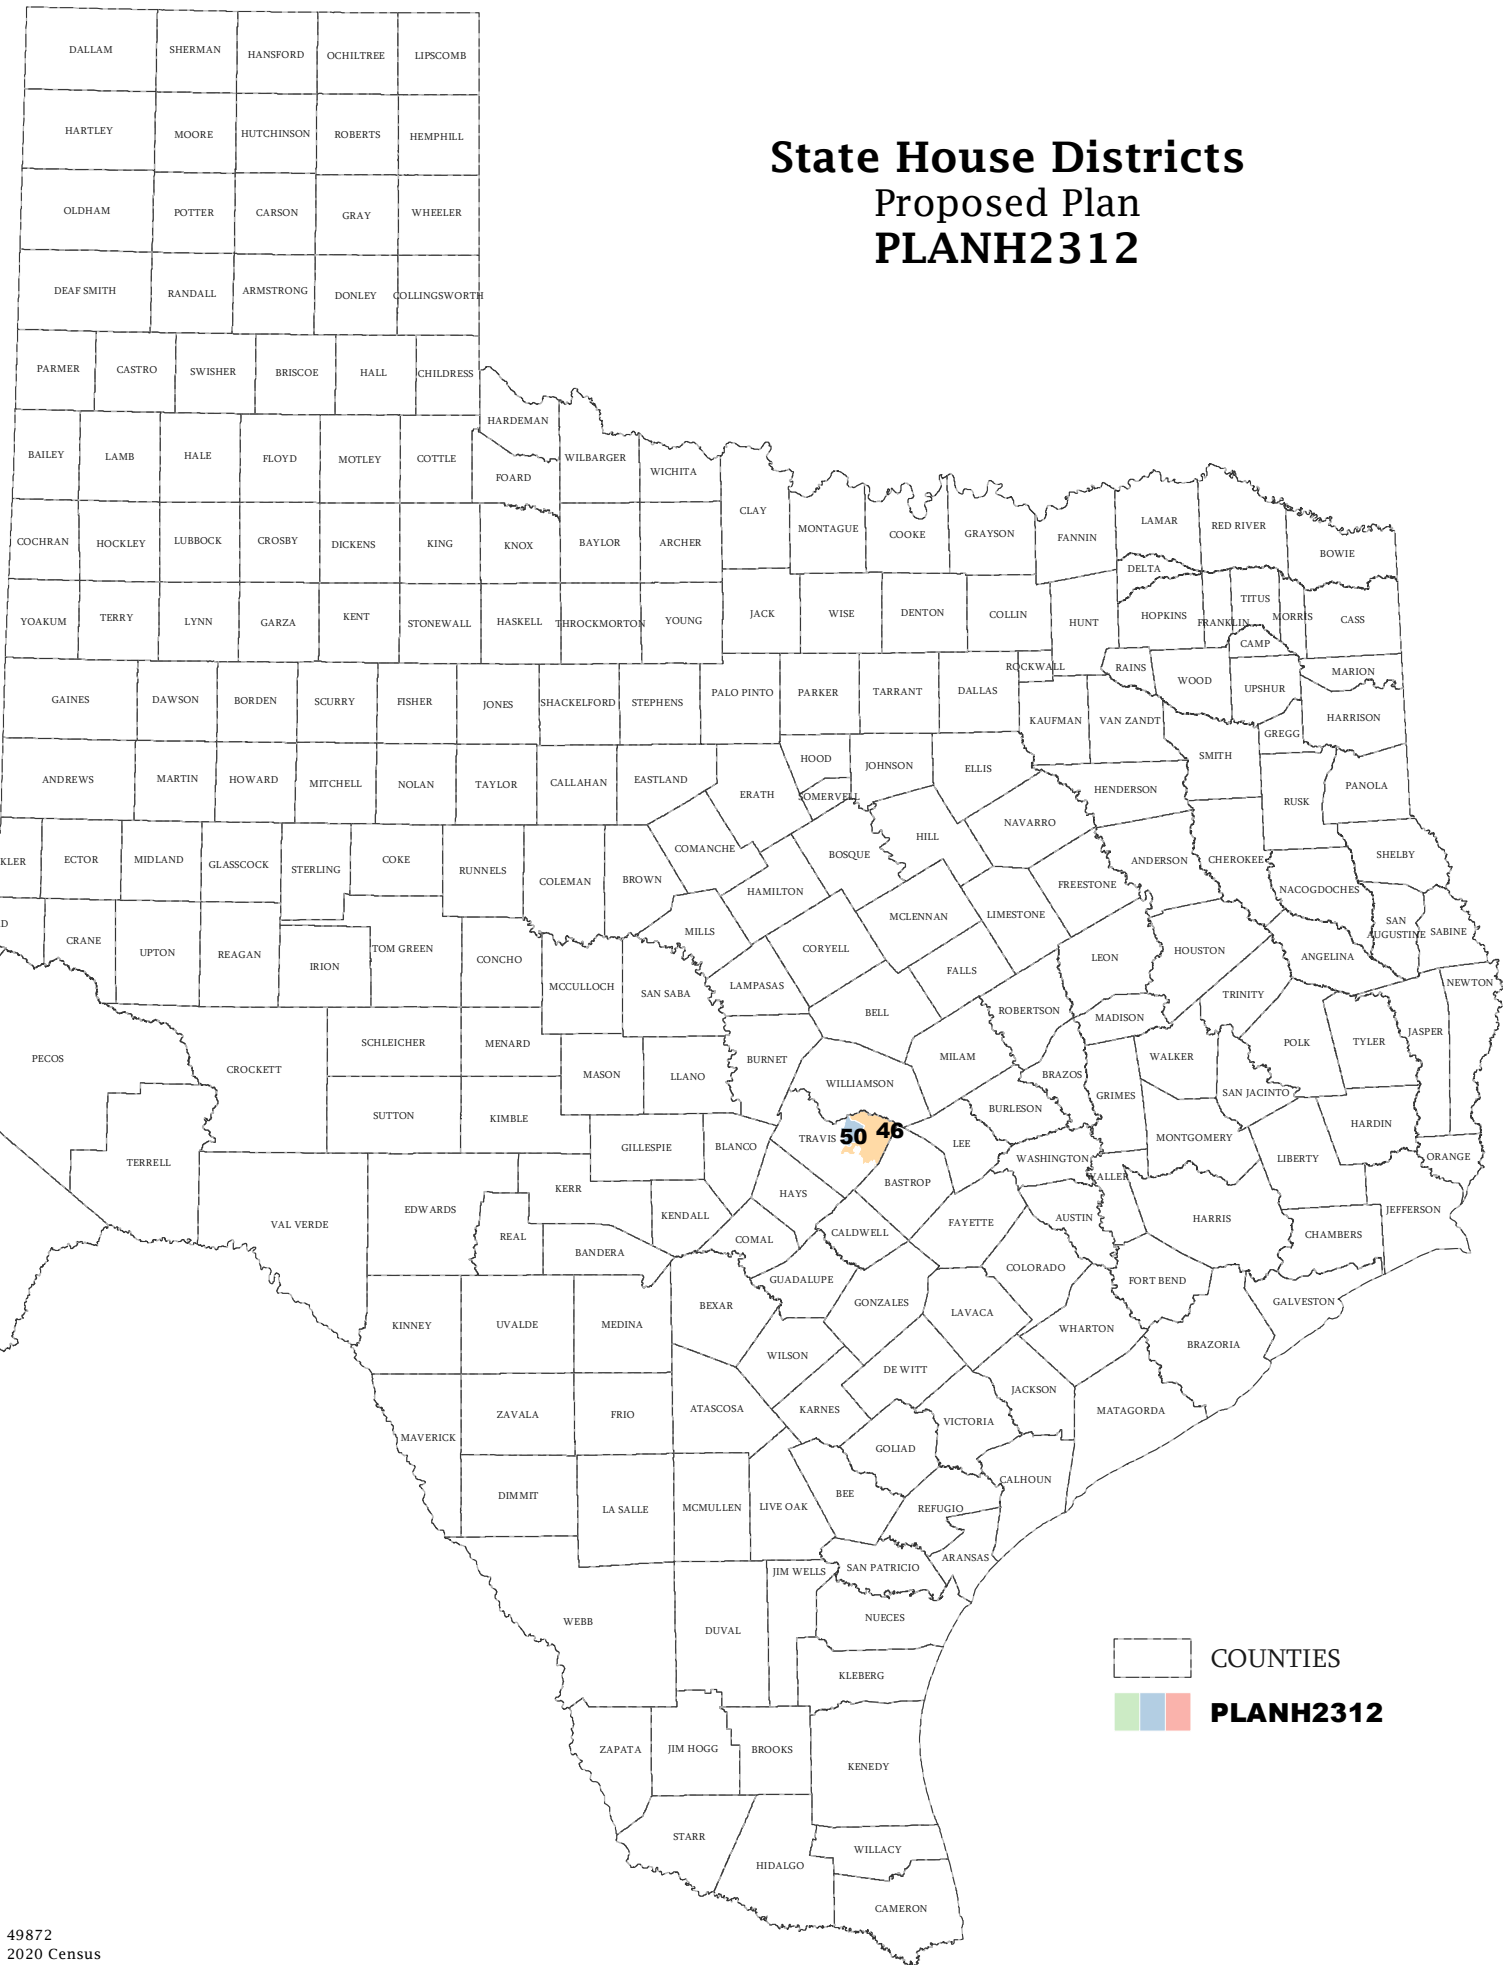 State House Districts
Proposed Plan
PLANH2312
DALLAM SHERMAN HANSFORD OCHILTREE LIPSCOMB
HARTLEY MOORE HUTCHINSON ROBERTS HEMPHILL
OLDHAM POTTER CARSON GRAY WHEELER
DEAF SMITH RANDALL ARMSTRONG DONLEY COLLINGSWORTH
PARMER CASTRO SWISHER BRISCOE HALL CHILDRESS
HARDEMAN
BAILEY LAMB HALE FLOYD MOTLEY COTTLE FOARD WILBARGER WICHITA
CLAY MONTAGUE COOKE GRAYSON FANNIN LAMAR RED RIVER BOWIE
COCHRAN HOCKLEY LUBBOCK CROSBY DICKENS KING KNOX BAYLOR ARCHER
DELTA
YOAKUM TERRY LYNN GARZA KENT STONEWALL HASKELL THROCKMORTON YOUNG JACK WISE DENTON COLLIN HUNT HOPKINS FRANKLIN TITUS MORRIS CASS
CAMP
ROCKWALL RAINS WOOD UPSHUR MARION
GAINES DAWSON BORDEN SCURRY FISHER JONES SHACKELFORD STEPHENS PALO PINTO PARKER TARRANT DALLAS
KAUFMAN VAN ZANDT GREGG HARRISON
ANDREWS MARTIN HOWARD MITCHELL NOLAN TAYLOR CALLAHAN EASTLAND ERATH HOOD JOHNSON ELLIS SMITH
SOMERVELL HENDERSON RUSK PANOLA
HILL NAVARRO
KLER ECTOR MIDLAND GLASSCOCK STERLING COKE RUNNELS COLEMAN BROWN COMANCHE BOSQUE ANDERSON CHEROKEE SHELBY
HAMILTON FREESTONE NACOGDOCHES
D CRANE UPTON REAGAN IRION TOM GREEN CONCHO MILLS CORYELL MCLENNAN LIMESTONE SAN
AUGUSTINE SABINE
HOUSTON ANGELINA
MCCULLOCH SAN SABA LAMPASAS FALLS LEON NEWTON
BELL ROBERTSON MADISON TRINITY
PECOS CROCKETT SCHLEICHER MENARD MASON LLANO BURNET MILAM WALKER POLK TYLER JASPER
WILLIAMSON BRAZOS GRIMES SAN JACINTO
SUTTON KIMBLE BURLESON HARDIN
TRAVIS 50 46
TERRELL GILLESPIE BLANCO LEE WASHINGTON MONTGOMERY LIBERTY ORANGE
WALLER
VAL VERDE EDWARDS KERR HAYS BASTROP
REAL KENDALL CALDWELL FAYETTE AUSTIN HARRIS CHAMBERS JEFFERSON
BANDERA COMAL COLORADO
GUADALUPE FORT BEND GALVESTON
KINNEY UVALDE MEDINA BEXAR GONZALES LAVACA WHARTON BRAZORIA
WILSON DE WITT
ZAVALA FRIO ATASCOSA KARNES JACKSON MATAGORDA
MAVERICK VICTORIA
GOLIAD
DIMMIT LA SALLE MCMULLEN LIVE OAK BEE CALHOUN
REFUGIO
ARANSAS
JIM WELLS SAN PATRICIO
WEBB DUVAL NUECES
KLEBERG
ZAPATA JIM HOGG BROOKS KENEDY
STARR HIDALGO WILLACY
CAMERON
COUNTIES
PLANH2312
49872
2020 Census